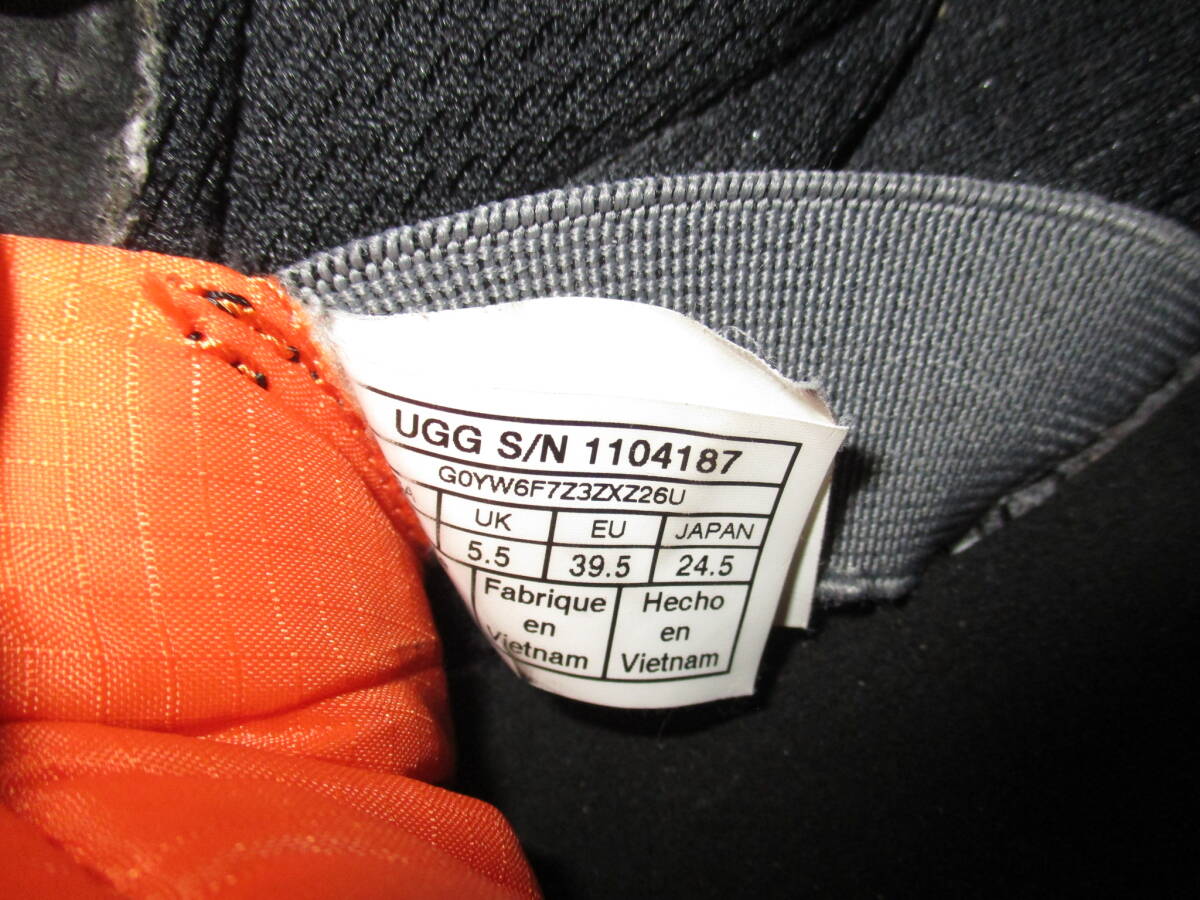 UGG S/N 1104187
G0YW6F7Z3ZXZ26U
UK EU JAPAN
5.5 39.5 24.5
Fabrique Hecho
en en
Vietnam Vietnam